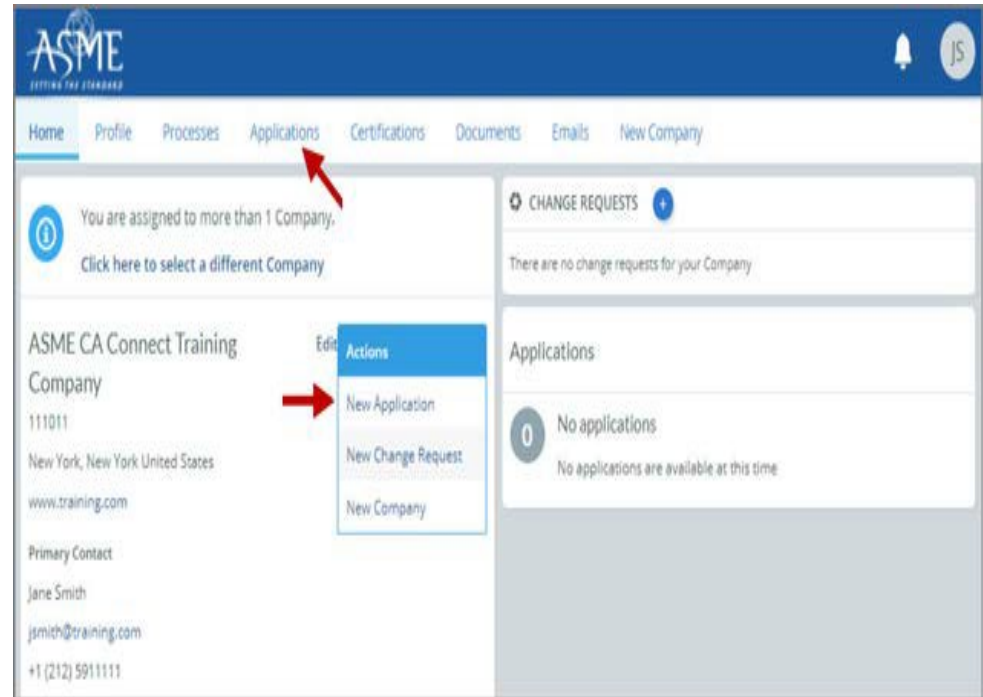 ASME
SETTING THE STANDARD
JS
Home Profile Processes Applications Certifications Documents Emails New Company
You are assigned to more than 1 Company.
Click here to select a different Company
CHANGE REQUESTS +
There are no change requests for your Company
ASME CA Connect Training
Company
Edit
111011
New York, New York United States
www.training.com
Primary Contact
Jane Smith
jsmith@training.com
+1 (212) 5911111
Actions
New Application
New Change Request
New Company
Applications
0
No applications
No applications are available at this time